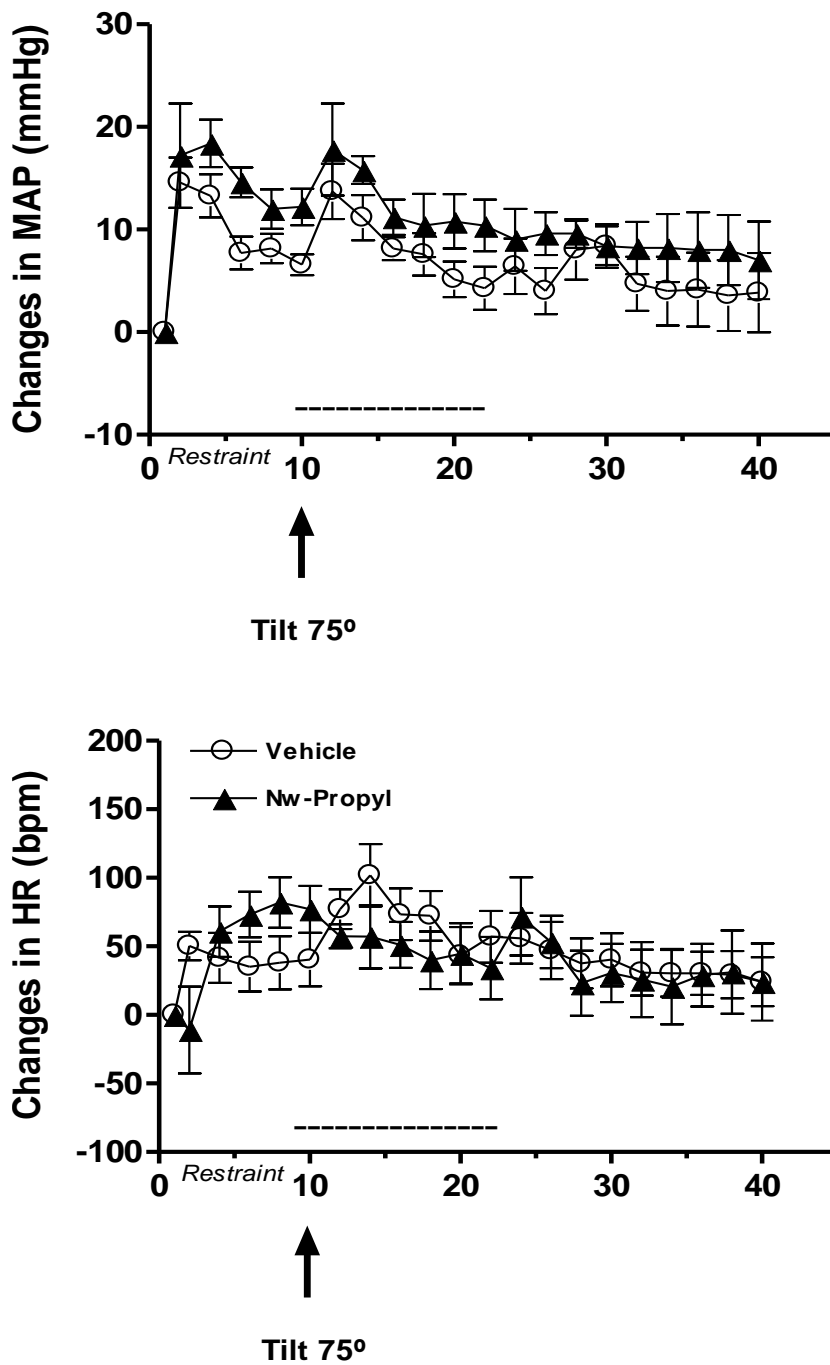 Changes in MAP (mmHg)
30
20
10
0
-10
0 Restraint 10 20 30 40
Tilt 75º
Changes in HR (bpm)
200
150
100
50
0
-50
-100
Vehicle
Nw-Propyl
0 Restraint 10 20 30 40
Tilt 75º